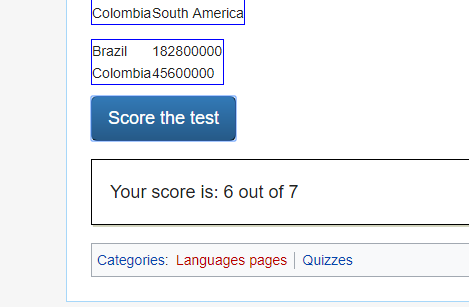 Colombia South America
Brazil 182800000
Colombia 45600000
Score the test
Your score is: 6 out of 7
Categories: Languages pages | Quizzes